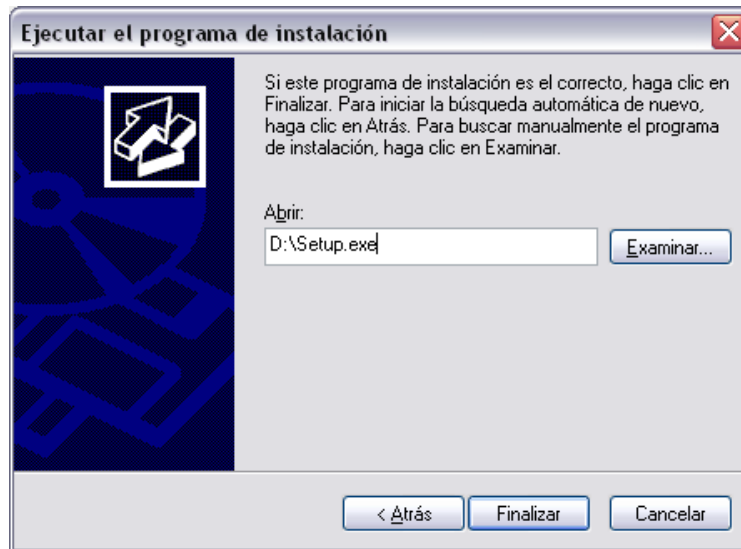 Ejecutar el programa de instalación
Si este programa de instalación es el correcto, haga clic en
Finalizar. Para iniciar la búsqueda automática de nuevo,
haga clic en Atrás. Para buscar manualmente el programa
de instalación, haga clic en Examinar.
Abrir:
D:\Setup.exe
Examinar...
< Atrás
Finalizar
Cancelar